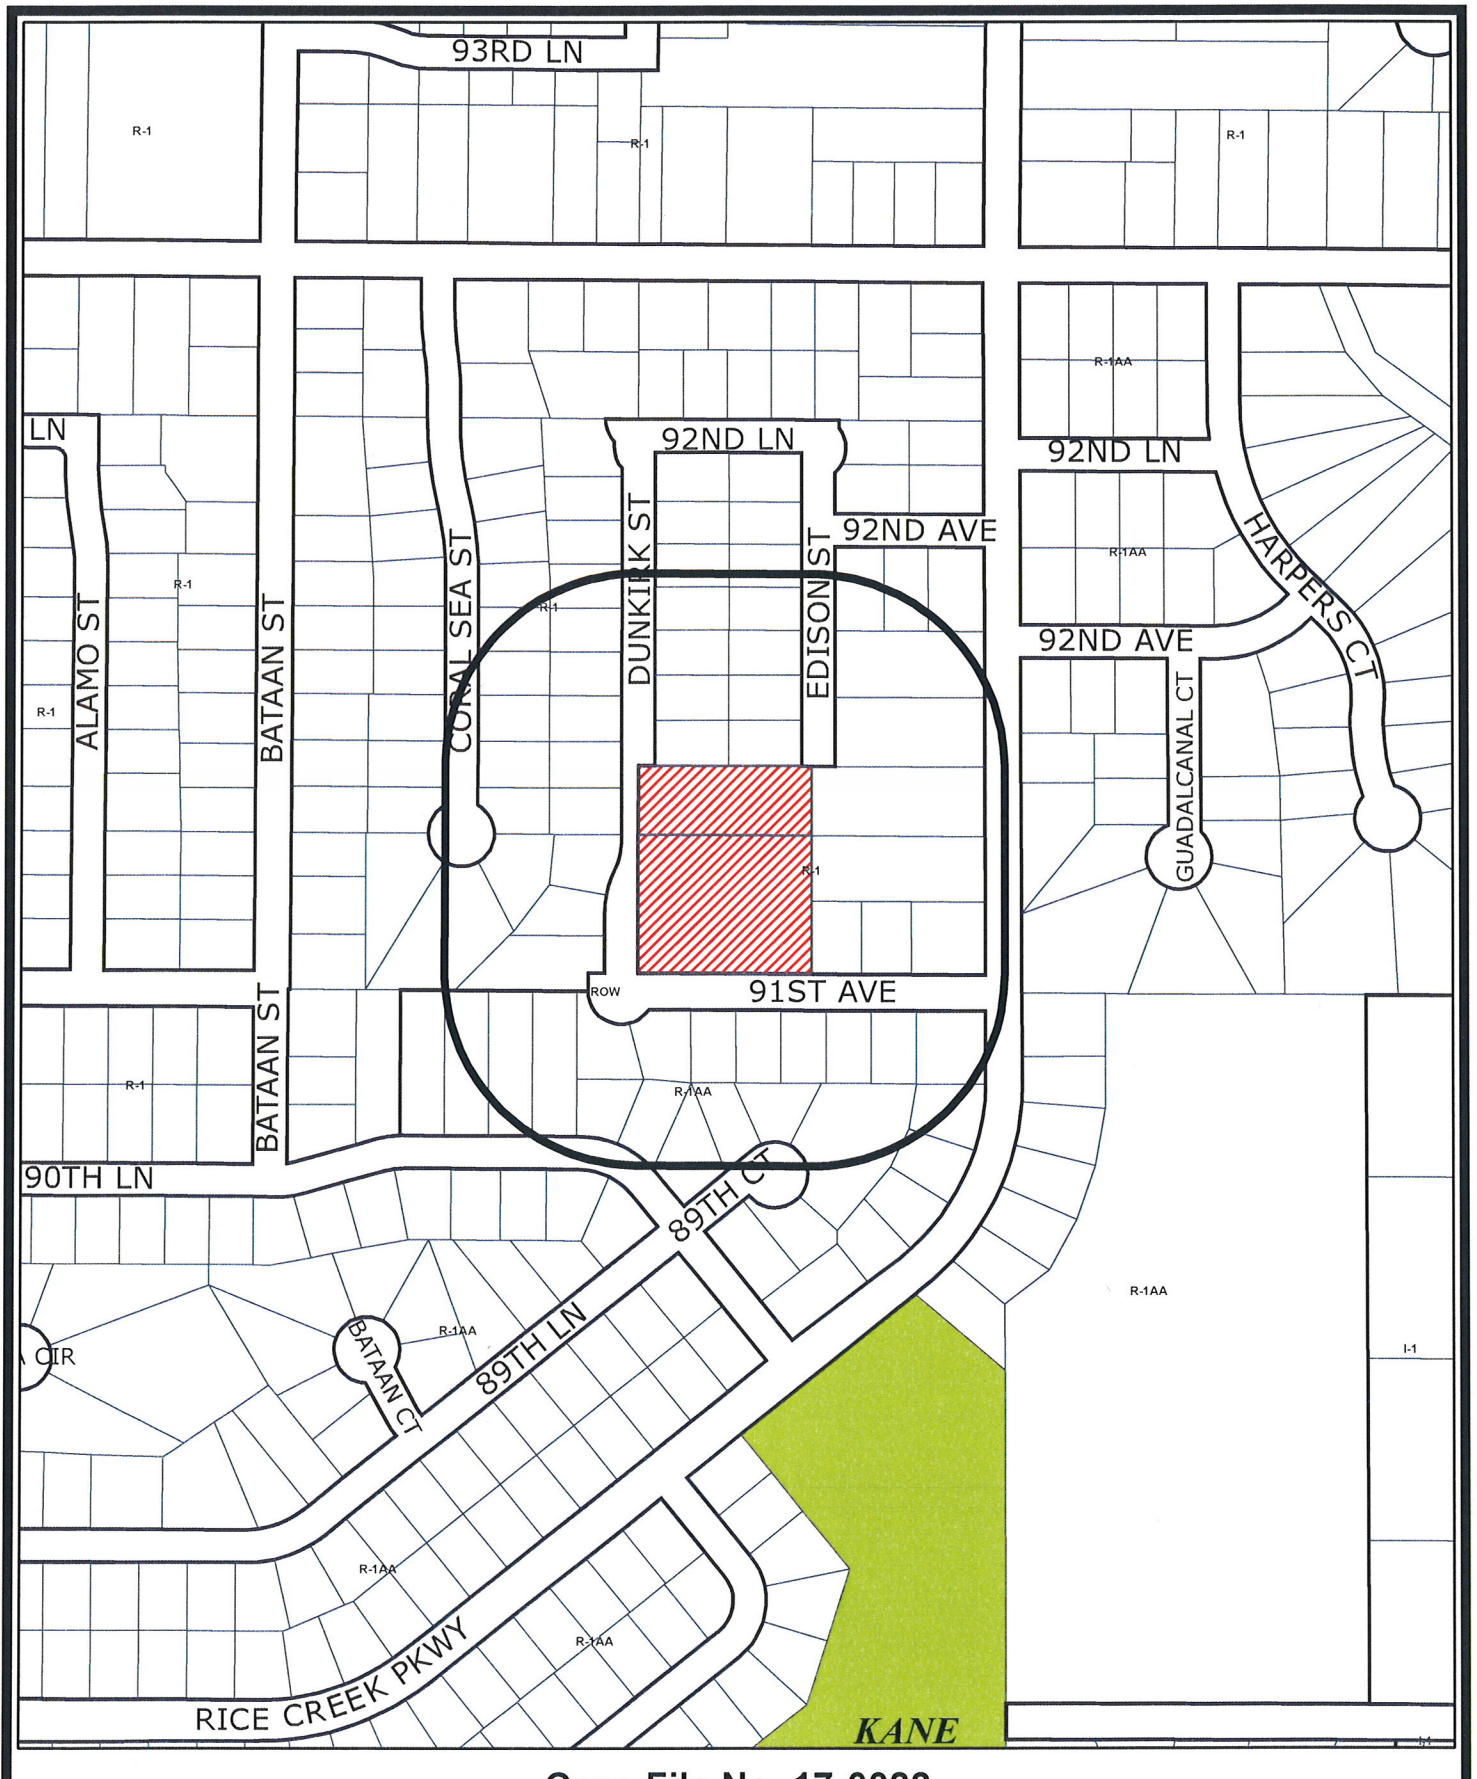 93RD LN
R-1
R-1
R-1
R-1AA
LN
92ND LN
92ND LN
92ND AVE
R-1AA
HARPERS CT
DUNKIRK ST
EDISON ST
CORAL SEA ST
R-1
R-1
BATAAN ST
ALAMO ST
92ND AVE
GUADALCANAL CT
R-1
R-1
ROW
91ST AVE
BATAAN ST
R-1
R-1AA
90TH LN
89TH CT
R-1AA
R-1AA
BATAAN CT
89TH LN
CIR
I-1
R-1AA
R-1AA
RICE CREEK PKWY
KANE